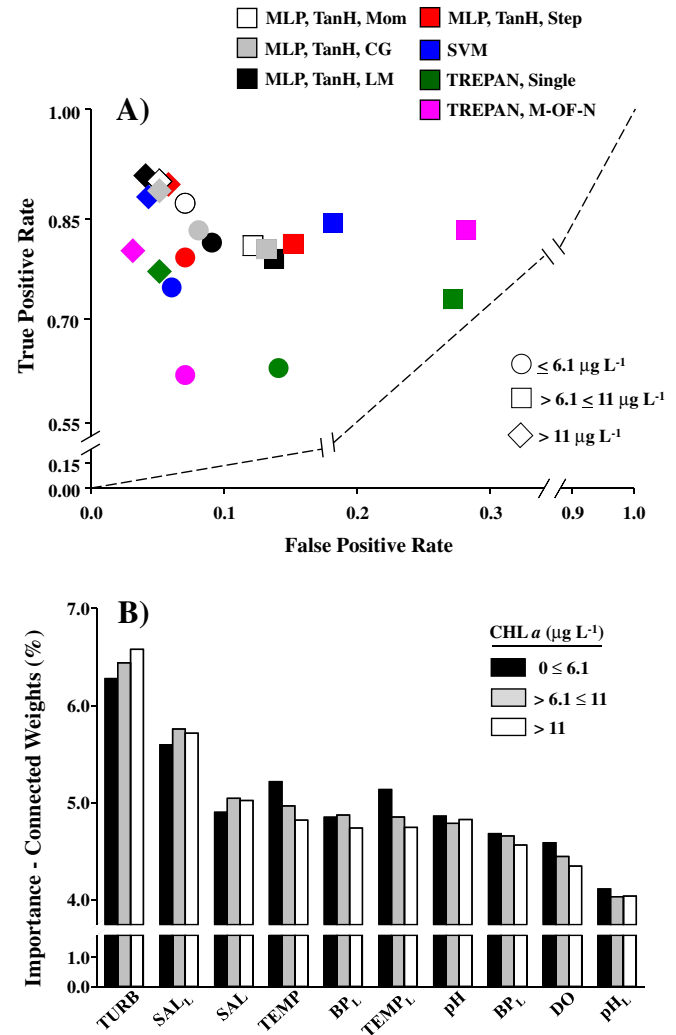 MLP, TanH, Mom
MLP, TanH, CG
MLP, TanH, LM
MLP, TanH, Step
SVM
TREPAN, Single
TREPAN, M-OF-N
A)
True Positive Rate
1.00
0.85
0.70
0.55
0.15
0.00
≤ 6.1 µg L-1
> 6.1 ≤ 11 µg L-1
> 11 µg L-1
0.0 0.1 0.2 0.3 0.9 1.0
False Positive Rate
B)
Importance - Connected Weights (%)
7.0
6.0
5.0
4.0
1.0
0.0
CHL a (µg L-1)
0 ≤ 6.1
> 6.1 ≤ 11
> 11
TURB SALL SAL TEMP BPL TEMPL pH BPL DO pHL